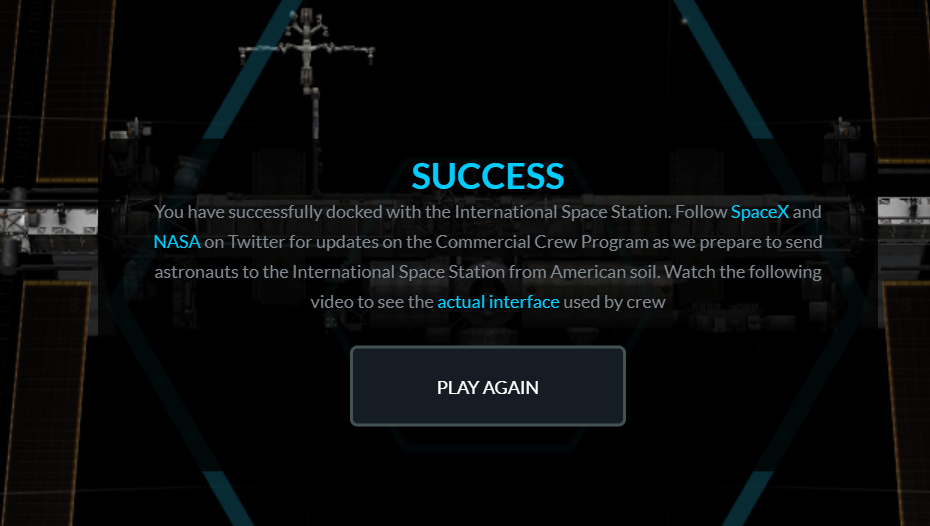 SUCCESS
You have successfully docked with the International Space Station. Follow SpaceX and
NASA on Twitter for updates on the Commercial Crew Program as we prepare to send
astronauts to the International Space Station from American soil. Watch the following
video to see the actual interface used by crew
PLAY AGAIN